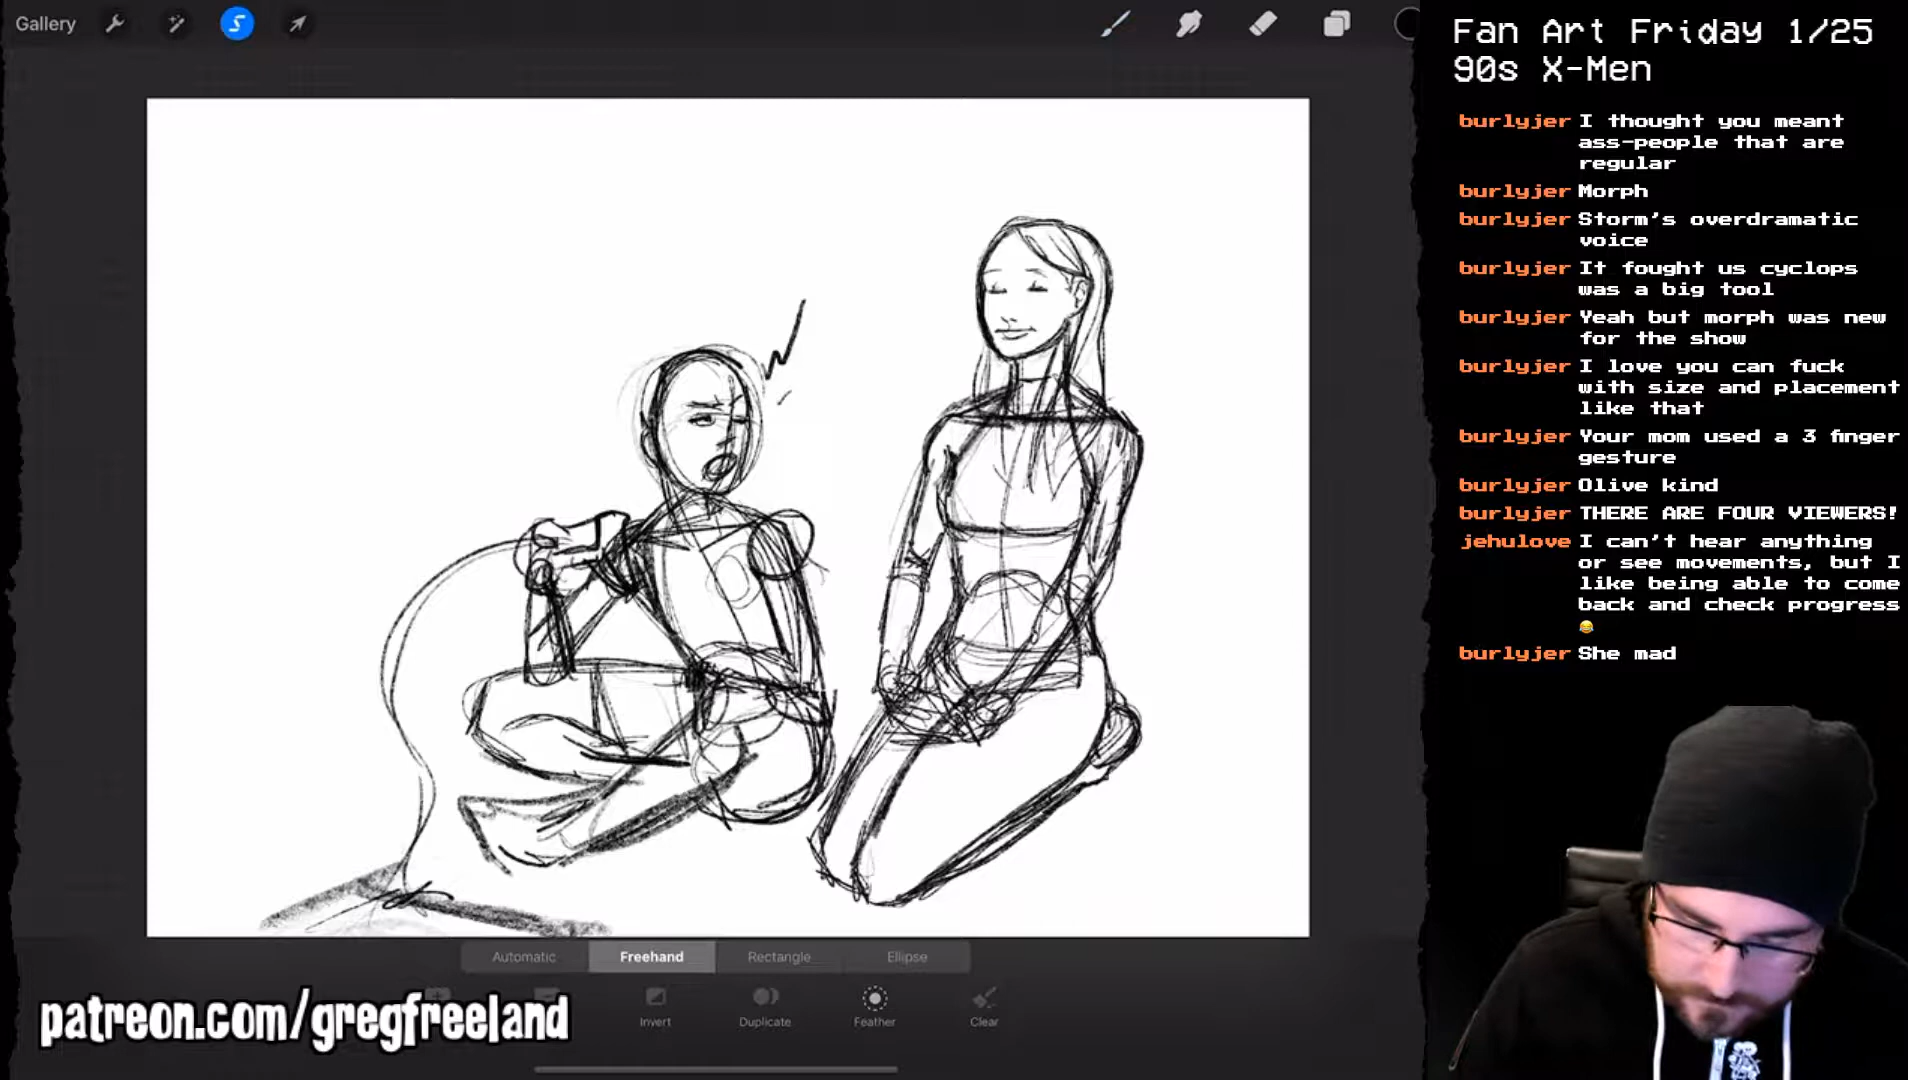 Gallery
Fan Art Friday 1/25
90s X-Men
burlyjer I thought you meant
ass-people that are
regular
burlyjer Morph
burlyjer Storm's overdramatic
voice
burlyjer It fought us cyclops
was a big tool
burlyjer Yeah but morph was new
for the show
burlyjer I love you can fuck
with size and placement
like that
burlyjer Your mom used a 3 finger
gesture
burlyjer Olive kind
burlyjer THERE ARE FOUR VIEWERS!
jehulove I can't hear anything
or see movements, but I
like being able to come
back and check progress
😂
burlyjer She mad
Automatic Freehand Rectangle Ellipse
Invert Duplicate Feather Clear
patreon.com/gregfreeland